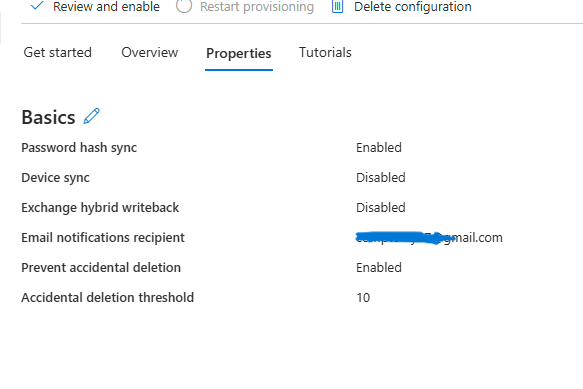 Review and enable Restart provisioning Delete configuration
Get started Overview Properties Tutorials
Basics
Password hash sync Enabled
Device sync Disabled
Exchange hybrid writeback Disabled
Email notifications recipient gmail.com
Prevent accidental deletion Enabled
Accidental deletion threshold 10